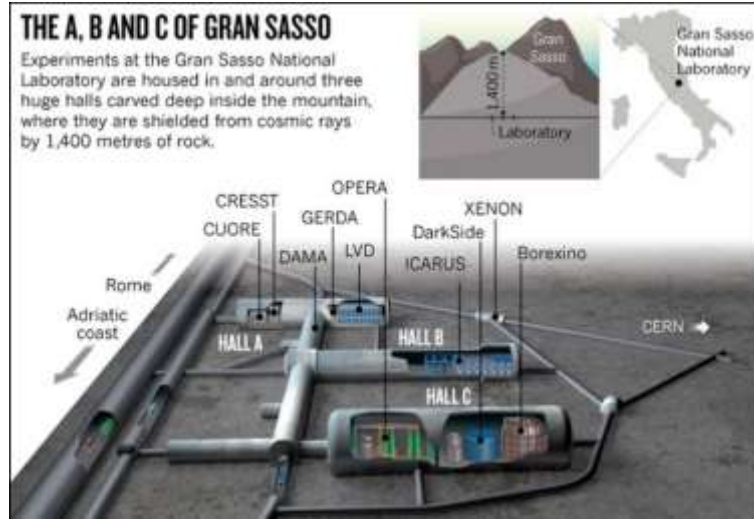 THE A, B AND C OF GRAN SASSO
Experiments at the Gran Sasso National
Laboratory are housed in and around three
huge halls carved deep inside the mountain,
where they are shielded from cosmic rays
by 1,400 metres of rock.
Gran
Sasso
1,400 m
Laboratory
Gran Sasso
National
Laboratory
OPERA
CRESST
GERDA
XENON
CUORE
DarkSide
DAMA
LVD
ICARUS
Borexino
Rome
Adriatic
coast
CERN
HALL A
HALL B
HALL C